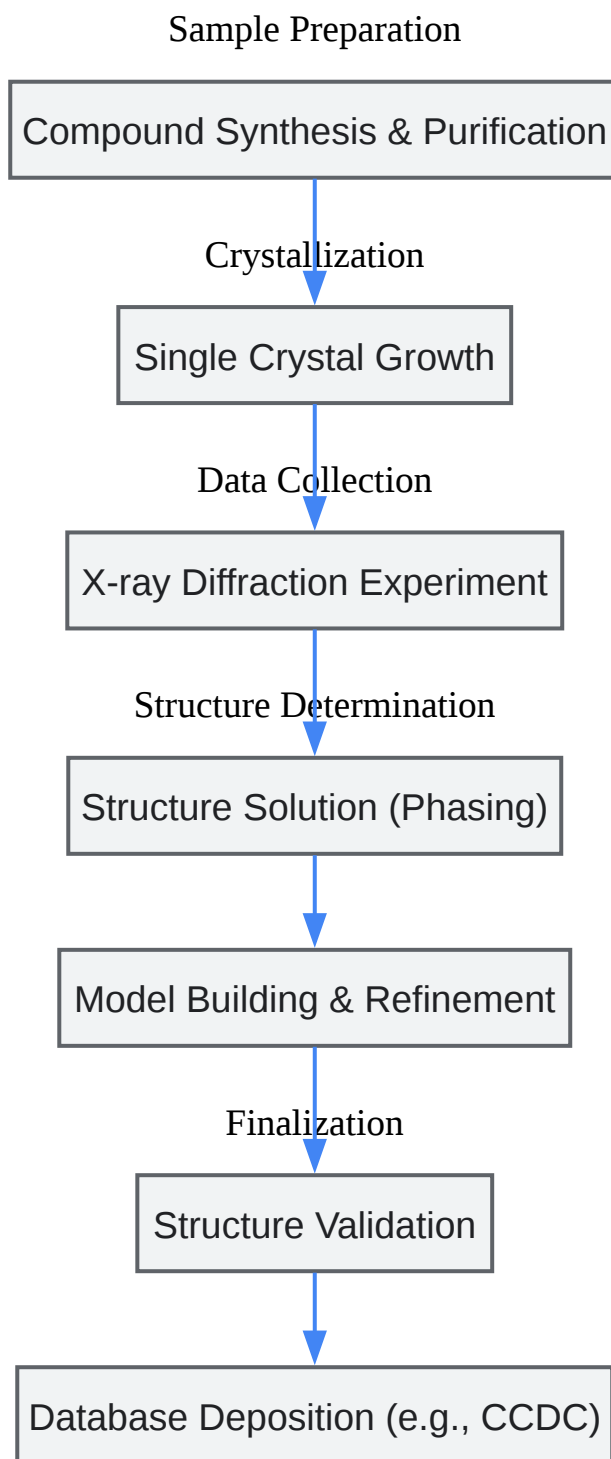 Sample Preparation
Compound Synthesis & Purification
Crystallization
Single Crystal Growth
Data Collection
X-ray Diffraction Experiment
Structure Determination
Structure Solution (Phasing)
Model Building & Refinement
Finalization
Structure Validation
Database Deposition (e.g., CCDC)